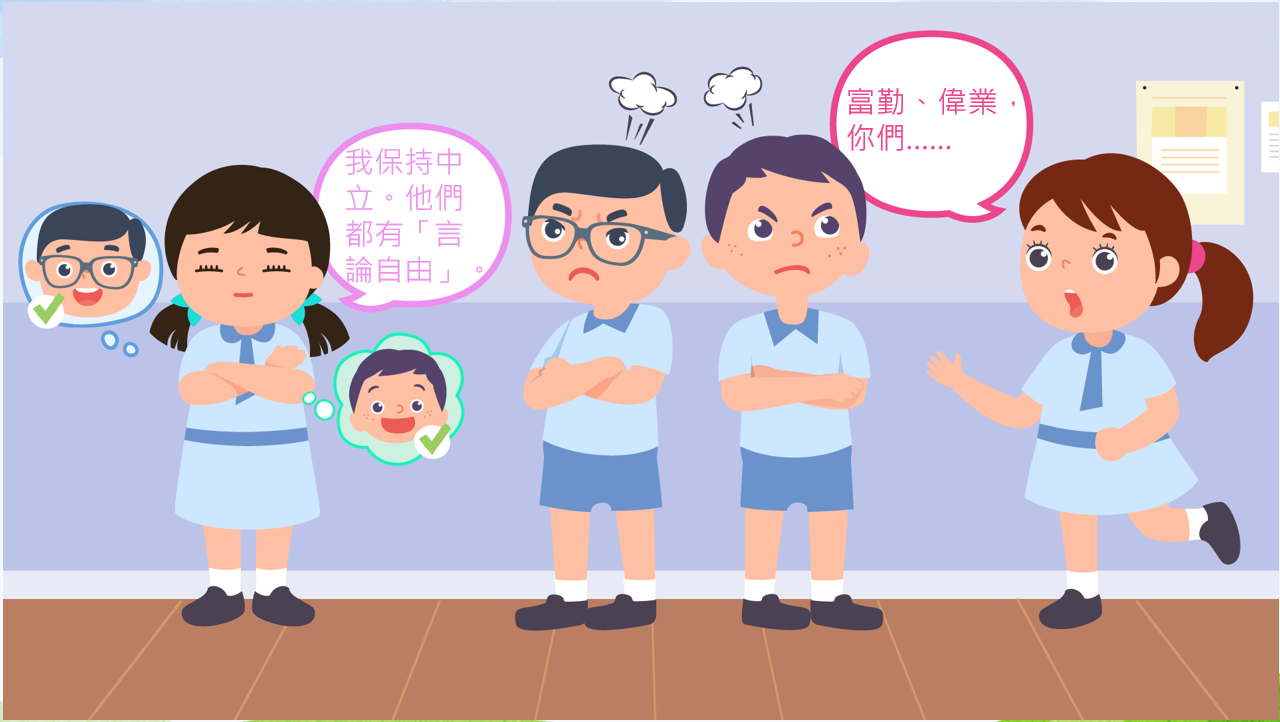 我保持中
立。他們
都有「言
論自由」。
富勤、偉業，
你們......